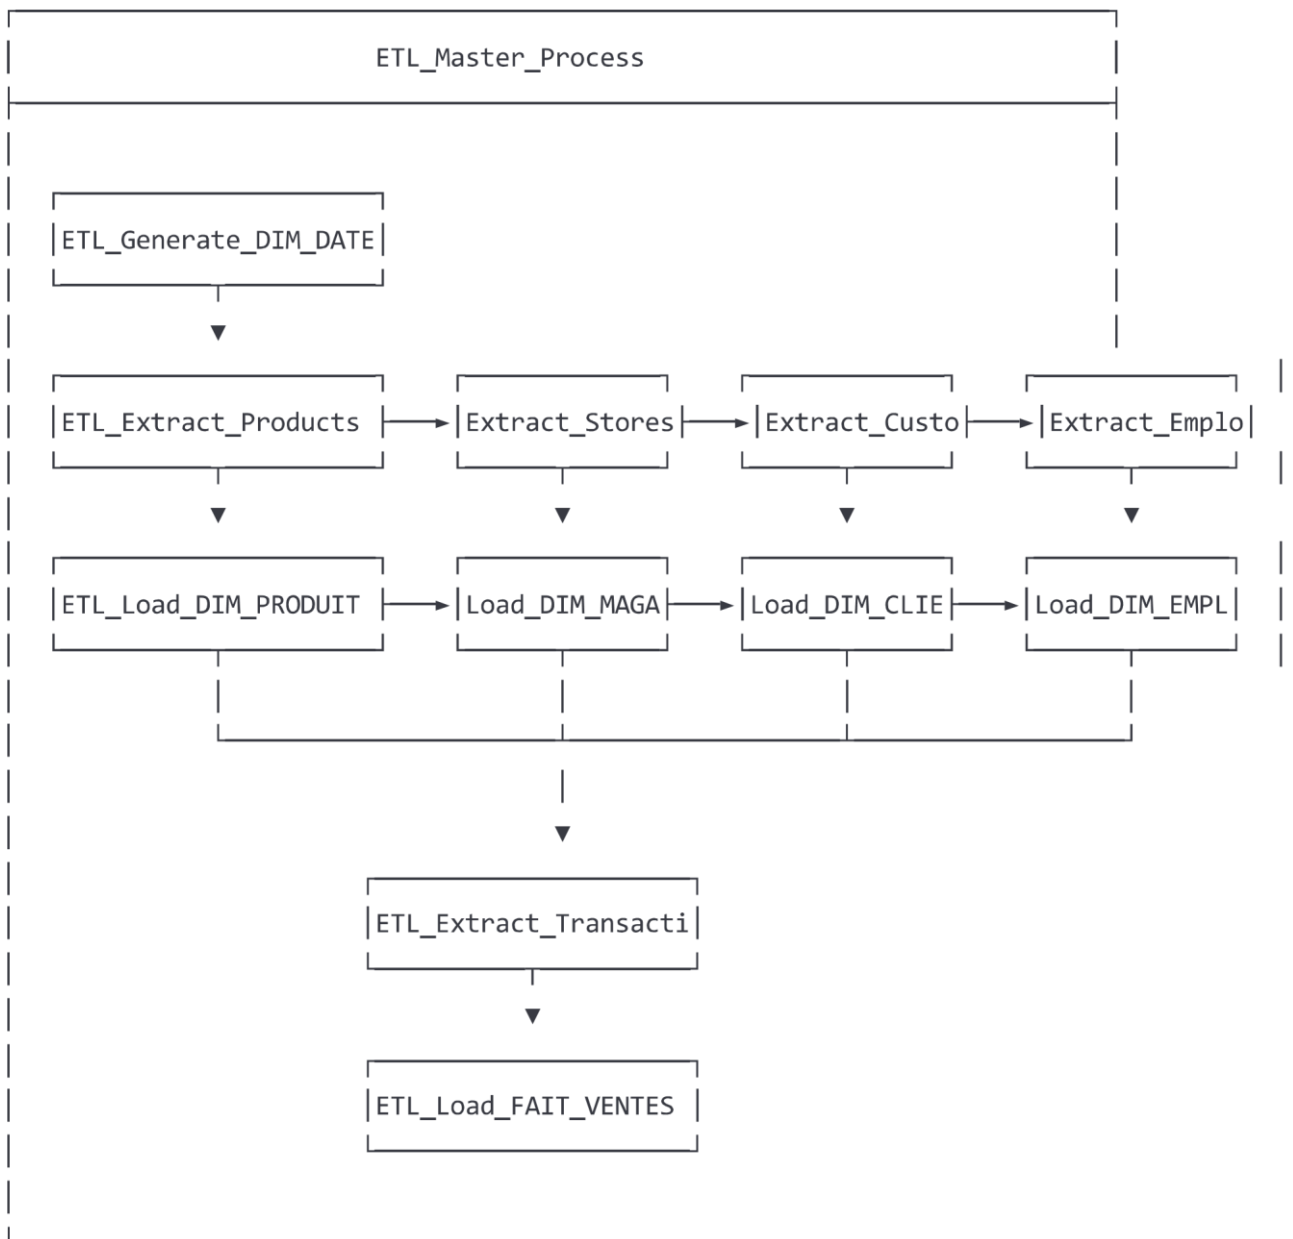 ETL_Master_Process
ETL_Generate_DIM_DATE
ETL_Extract_Products Extract_Stores Extract_Custo Extract_Emplo
ETL_Load_DIM_PRODUIT Load_DIM_MAGA Load_DIM_CLIE Load_DIM_EMPL
ETL_Extract_Transacti
ETL_Load_FAIT_VENTES